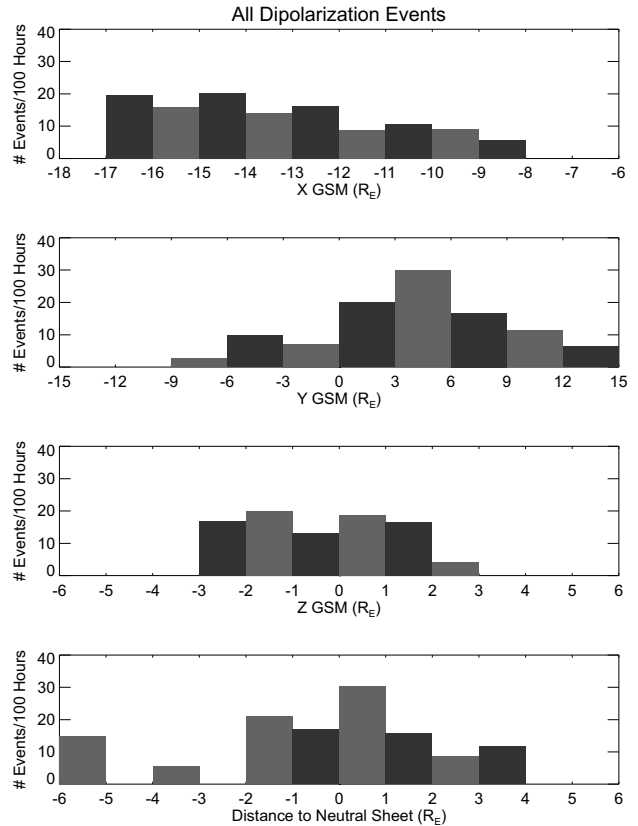 All Dipolarization Events
# Events/100 Hours
40
30
20
10
0
-18 -17 -16 -15 -14 -13 -12 -11 -10 -9 -8 -7 -6
X GSM (R_E)
# Events/100 Hours
40
30
20
10
0
-15 -12 -9 -6 -3 0 3 6 9 12 15
Y GSM (R_E)
# Events/100 Hours
40
30
20
10
0
-6 -5 -4 -3 -2 -1 0 1 2 3 4 5 6
Z GSM (R_E)
# Events/100 Hours
40
30
20
10
0
-6 -5 -4 -3 -2 -1 0 1 2 3 4 5 6
Distance to Neutral Sheet (R_E)